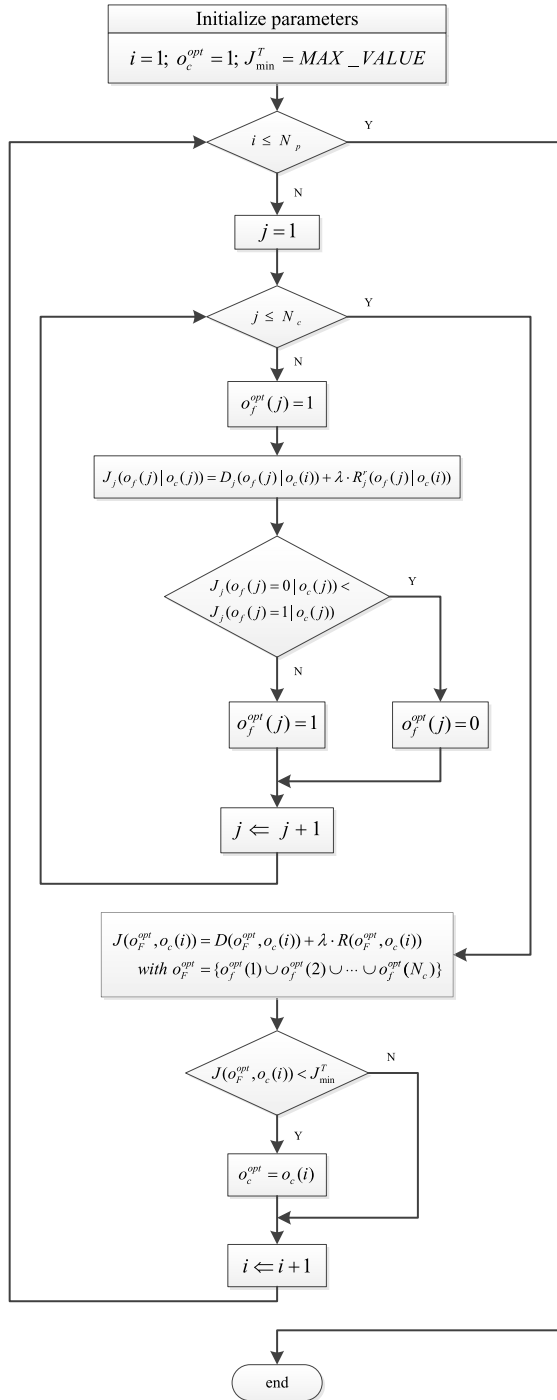 Initialize parameters
i = 1; o_c^{opt} = 1; J_{min}^T = MAX _VALUE
i ≤ N_p
Y
N
j = 1
j ≤ N_c
Y
N
o_f^{opt}(j) = 1
J_j(o_f(j)|o_c(j)) = D_j(o_f(j)|o_c(i)) + λ·R_j^r(o_f(j)|o_c(i))
J_j(o_f(j) = 0|o_c(j)) <
J_j(o_f(j) = 1|o_c(j))
Y
N
o_f^{opt}(j) = 1
o_f^{opt}(j) = 0
j ⇐ j + 1
J(o_F^{opt}, o_c(i)) = D(o_F^{opt}, o_c(i)) + λ·R(o_F^{opt}, o_c(i))
with o_F^{opt} = {o_f^{opt}(1) ∪ o_f^{opt}(2) ∪ ⋯ ∪ o_f^{opt}(N_c)}
J(o_F^{opt}, o_c(i)) < J_{min}^T
N
Y
o_c^{opt} = o_c(i)
i ⇐ i + 1
end